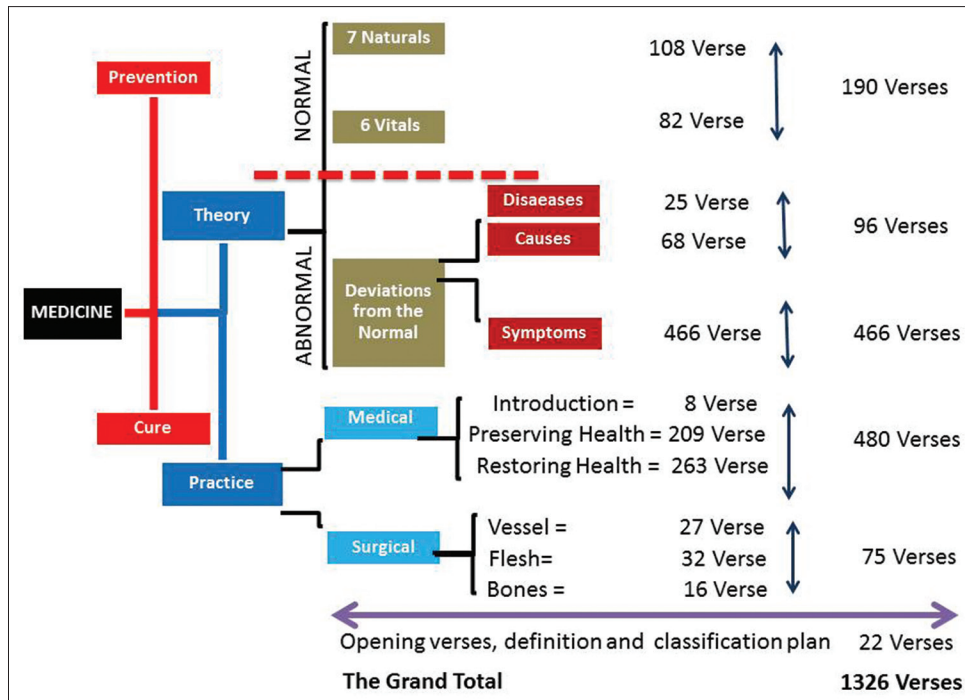 7 Naturals
108 Verse
Prevention
NORMAL
190 Verses
6 Vitals
82 Verse
Disaeases
25 Verse
Theory
96 Verses
Causes
68 Verse
MEDICINE
ABNORMAL
Deviations
from the
Normal
Symptoms
466 Verse
466 Verses
Cure
Medical
Introduction = 8 Verse
Preserving Health = 209 Verse
480 Verses
Restoring Health = 263 Verse
Practice
Vessel = 27 Verse
Surgical
Flesh= 32 Verse
75 Verses
Bones = 16 Verse
Opening verses, definition and classification plan 22 Verses
The Grand Total 1326 Verses